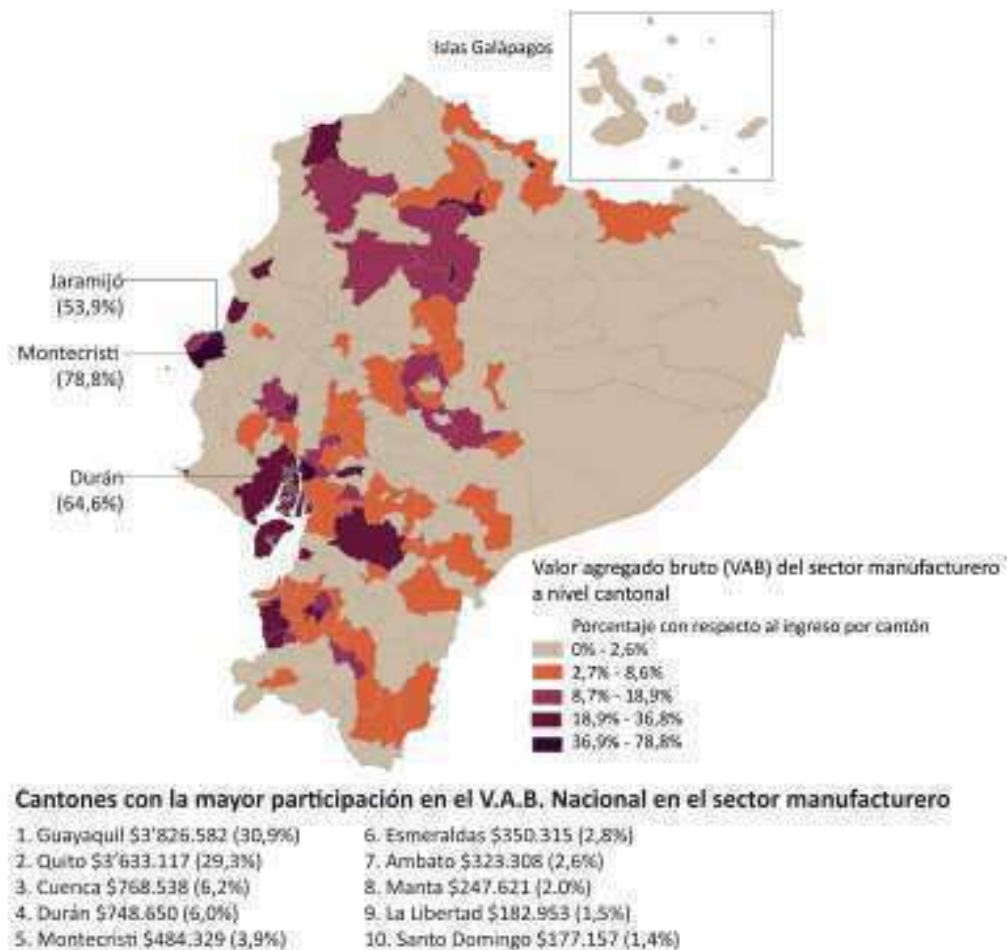 Islas Galápagos
Jaramijó
(53,9%)
Montecristi
(78,8%)
Durán
(64,6%)
Valor agregado bruto (VAB) del sector manufacturero
a nivel cantonal
Porcentaje con respecto al ingreso por cantón
0% - 2,6%
2,7% - 8,6%
8,7% - 18,9%
18,9% - 36,8%
36,9% - 78,8%
Cantones con la mayor participación en el V.A.B. Nacional en el sector manufacturero
1. Guayaquil $3'826.582 (30,9%)
2. Quito $3'633.117 (29,3%)
3. Cuenca $768.538 (6,2%)
4. Durán $748.650 (6,0%)
5. Montecristi $484.329 (3,9%)
6. Esmeraldas $350.315 (2,8%)
7. Ambato $323.308 (2,6%)
8. Manta $247.621 (2.0%)
9. La Libertad $182.953 (1,5%)
10. Santo Domingo $177.157 (1,4%)